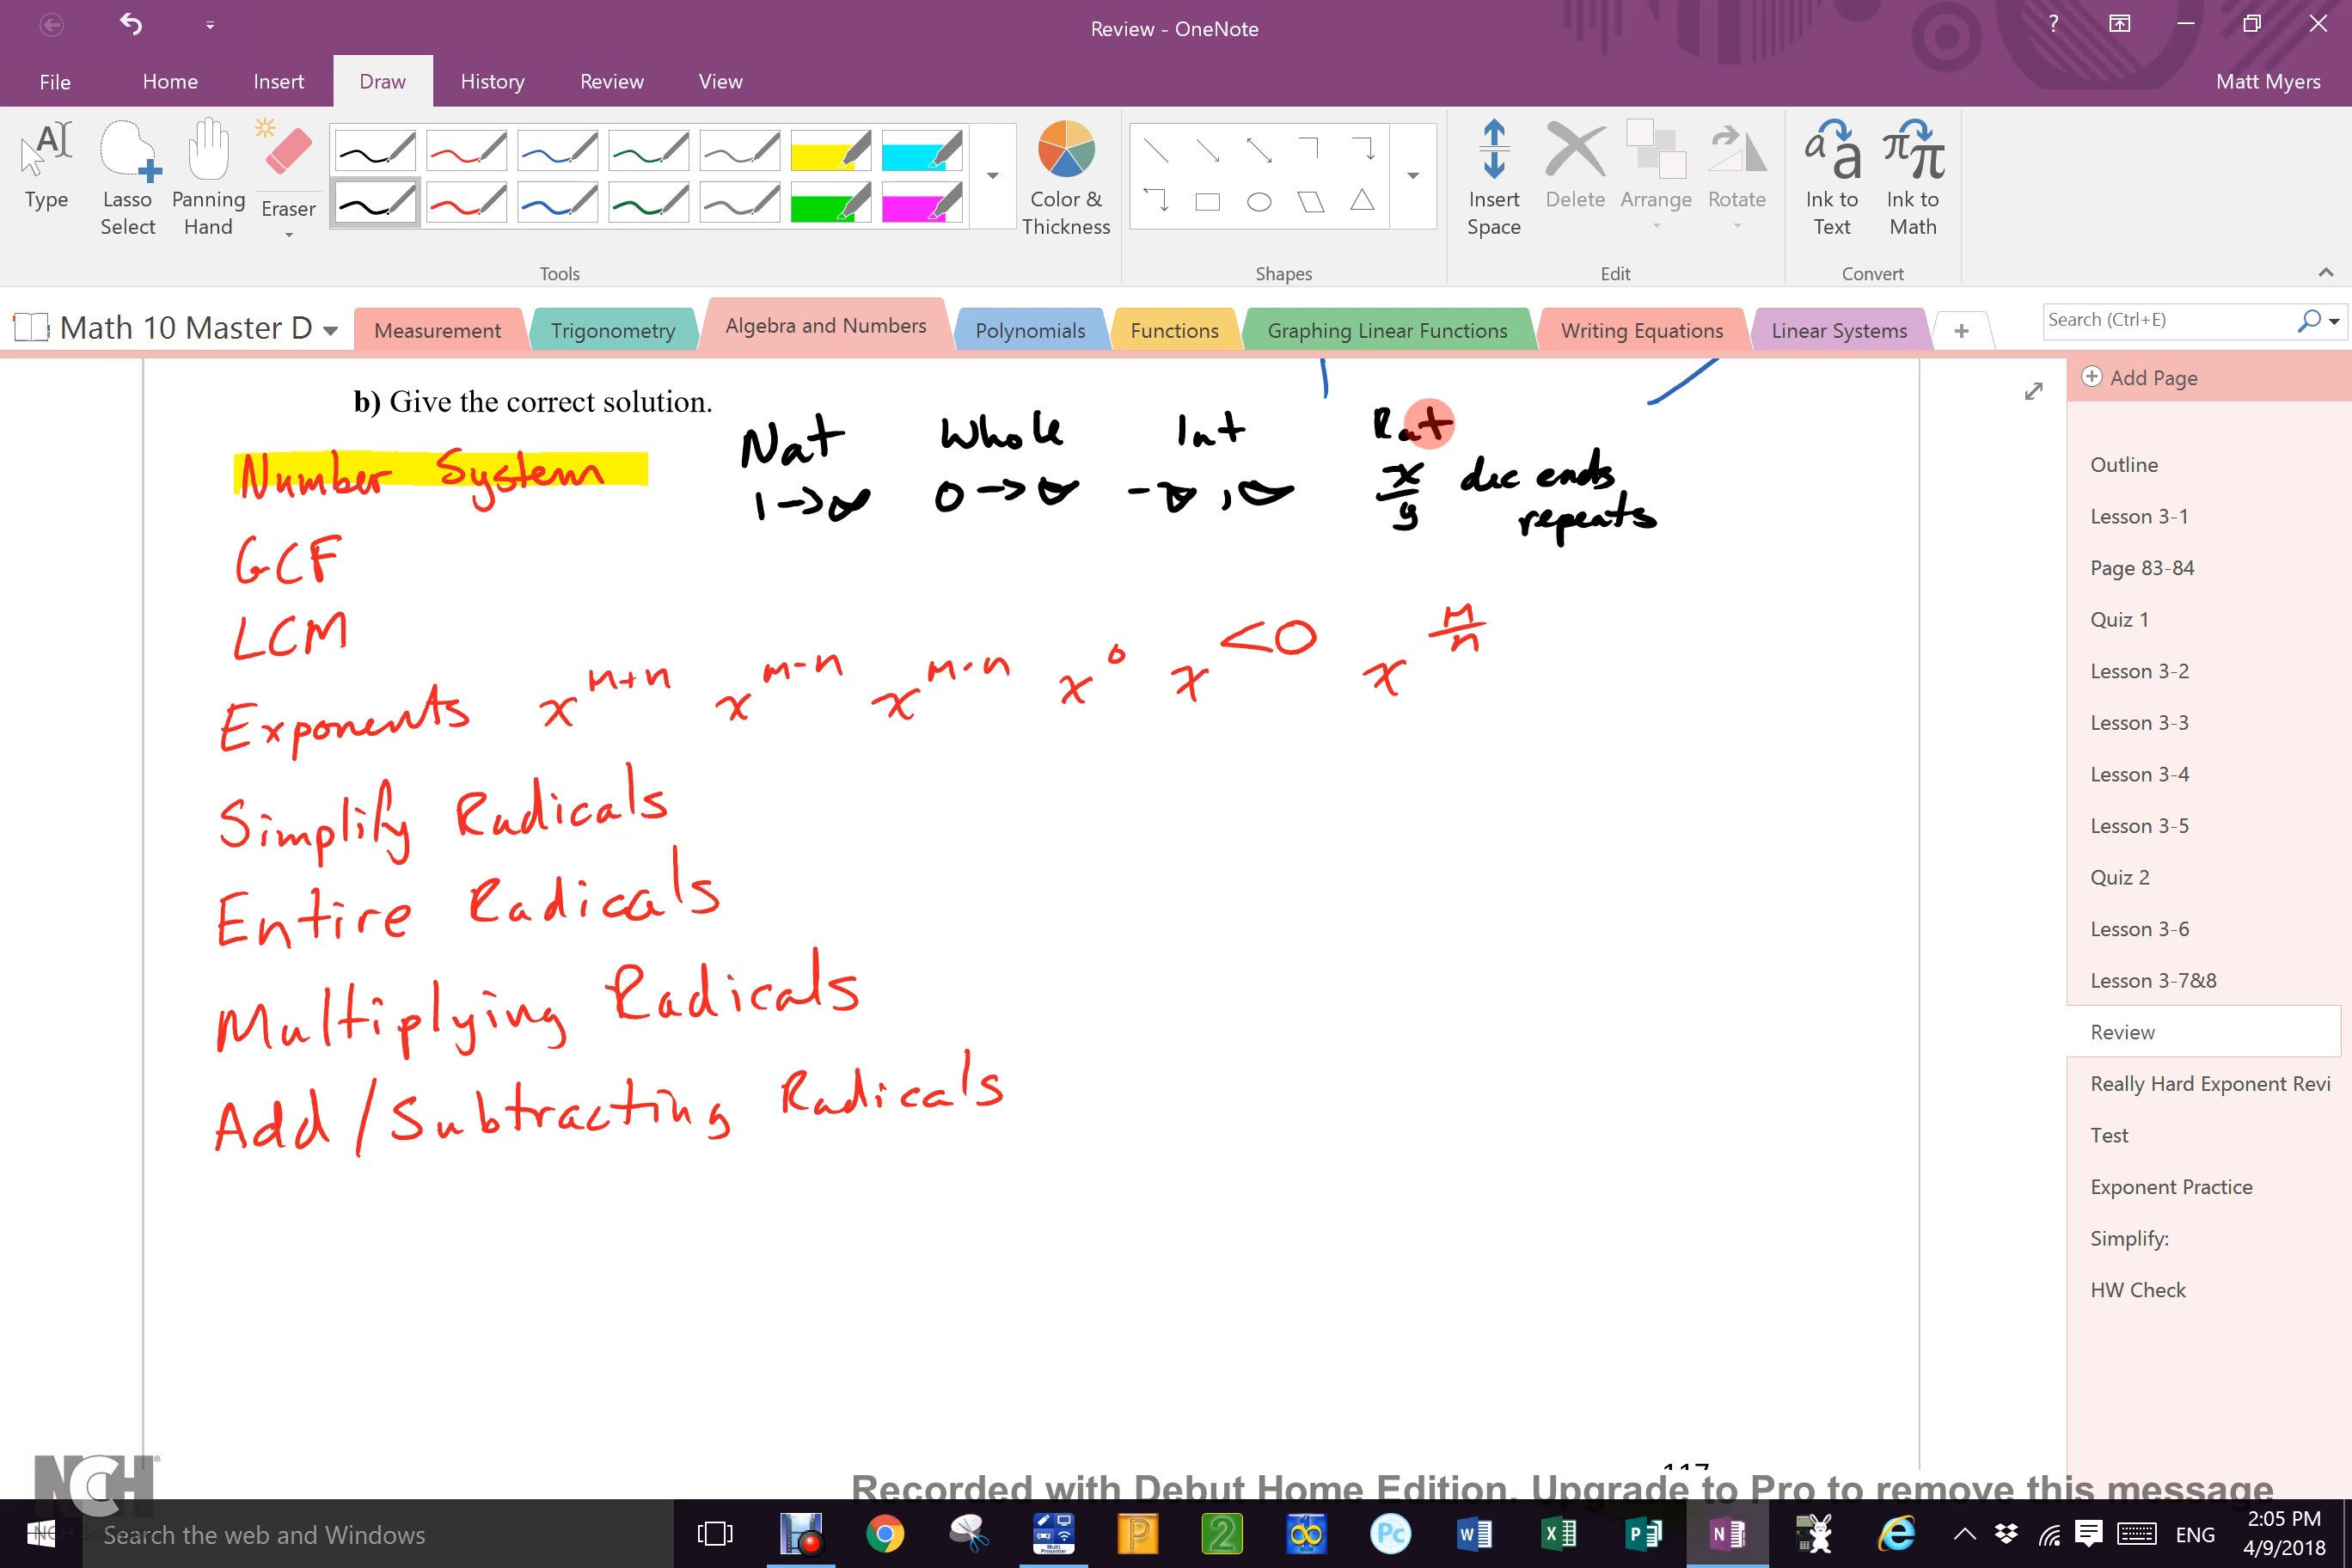 Review - OneNote
?
File Home Insert Draw History Review View
Matt Myers
Type
Lasso Select
Panning Hand
Eraser
Color & Thickness
Insert Space
Delete
Arrange
Rotate
Ink to Text
Ink to Math
Tools
Shapes
Edit
Convert
Math 10 Master D
Measurement
Trigonometry
Algebra and Numbers
Polynomials
Functions
Graphing Linear Functions
Writing Equations
Linear Systems
+
Search (Ctrl+E)
b) Give the correct solution.
Nat Whole Int Rat
Number System
1→∞ 0→∞ -∞,∞ x/y dec ends
repeats
GCF
LCM
Exponents x^(m+n) x^(m-n) x^(m·n) x^0 x^(<0) x^(m/n)
Simplify Radicals
Entire Radicals
Multiplying Radicals
Add/Subtracting Radicals
117
Add Page
Outline
Lesson 3-1
Page 83-84
Quiz 1
Lesson 3-2
Lesson 3-3
Lesson 3-4
Lesson 3-5
Quiz 2
Lesson 3-6
Lesson 3-7&8
Review
Really Hard Exponent Revi
Test
Exponent Practice
Simplify:
HW Check
NCH
Recorded with Debut Home Edition. Upgrade to Pro to remove this message
Search the web and Windows
ENG
2:05 PM
4/9/2018